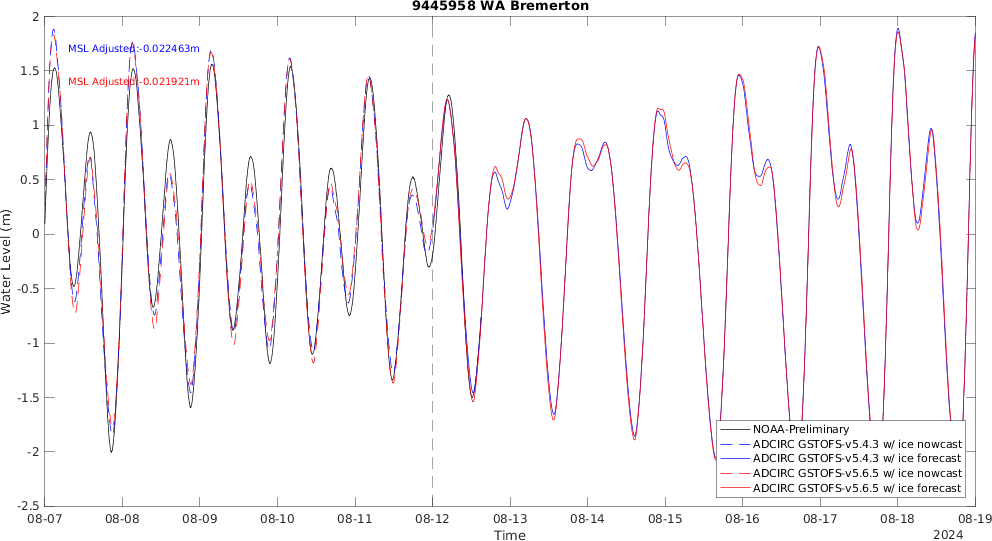 9445958 WA Bremerton
MSL Adjusted:-0.022463m
MSL Adjusted:-0.021921m
Water Level (m)
2
1.5
1
0.5
0
-0.5
-1
-1.5
-2
-2.5
NOAA-Preliminary
ADCIRC GSTOFS-v5.4.3 w/ ice nowcast
ADCIRC GSTOFS-v5.4.3 w/ ice forecast
ADCIRC GSTOFS-v5.6.5 w/ ice nowcast
ADCIRC GSTOFS-v5.6.5 w/ ice forecast
08-07 08-08 08-09 08-10 08-11 08-12 08-13 08-14 08-15 08-16 08-17 08-18 08-19
Time
2024